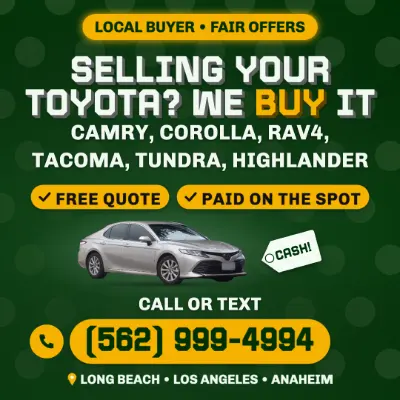 LOCAL BUYER • FAIR OFFERS
SELLING YOUR
TOYOTA? WE BUY IT
CAMRY, COROLLA, RAV4,
TACOMA, TUNDRA, HIGHLANDER
FREE QUOTE
PAID ON THE SPOT
CASH!
CALL OR TEXT
(562) 999-4994
LONG BEACH • LOS ANGELES • ANAHEIM